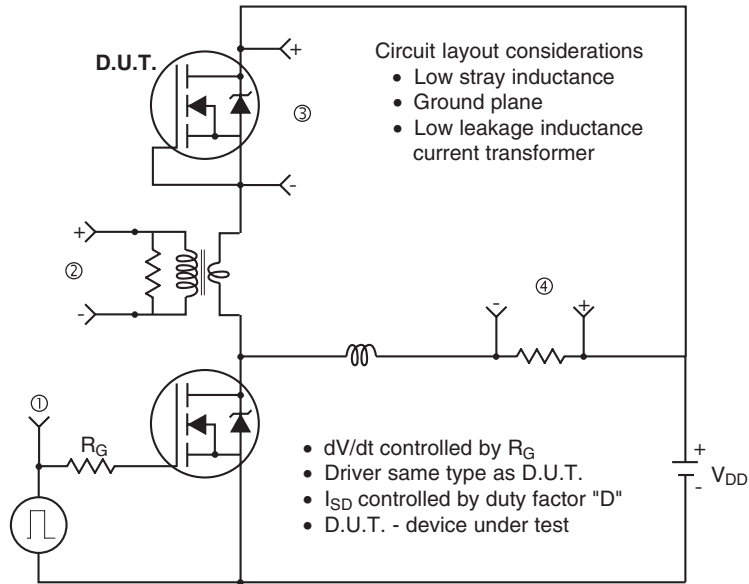 D.U.T.
+
Circuit layout considerations
• Low stray inductance
• Ground plane
• Low leakage inductance
current transformer
③
-
+
②
-
④
-
+
①
R_G
• dV/dt controlled by R_G
• Driver same type as D.U.T.
• I_SD controlled by duty factor "D"
• D.U.T. - device under test
+
V_DD
-